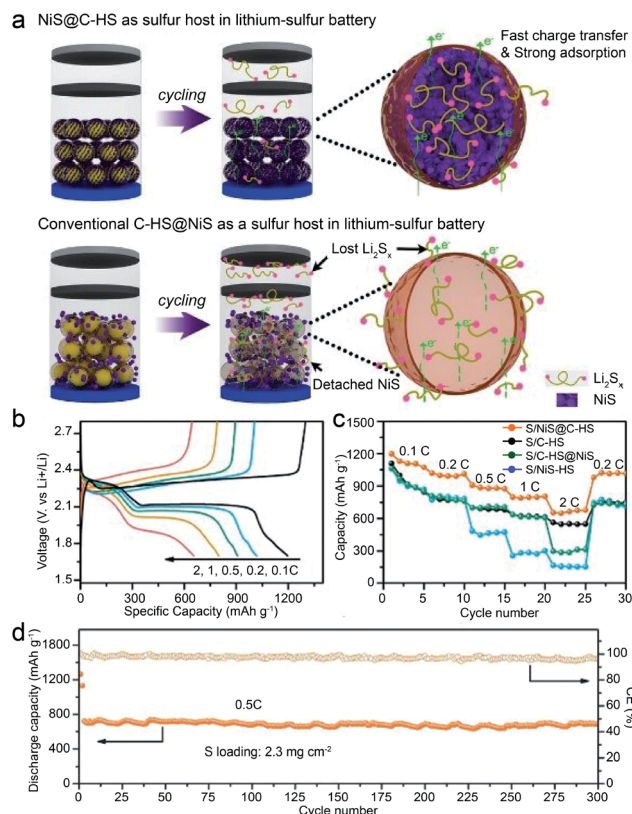 a
NiS@C-HS as sulfur host in lithium-sulfur battery
Fast charge transfer
& Strong adsorption
cycling
e-
e-
e-
e-
Conventional C-HS@NiS as a sulfur host in lithium-sulfur battery
Lost Li₂Sₓ
cycling
Detached NiS
e-
e-
e-
e-
e-
Li₂Sₓ
NiS
b
Voltage (V. vs Li+/Li)
2.7
2.4
2.1
1.8
1.5
2, 1, 0.5, 0.2, 0.1C
0 300 600 900 1200
Specific Capacity (mAh g⁻¹)
c
Capacity (mAh g⁻¹)
1500
1200
900
600
300
0
S/NiS@C-HS
S/C-HS
S/C-HS@NiS
S/NiS-HS
0.1 C
0.2 C
0.5 C
1 C
2 C
0.2 C
0 5 10 15 20 25 30
Cycle number
d
Discharge capacity (mAh g⁻¹)
1800
1440
1080
720
360
0
0.5C
S loading: 2.3 mg cm⁻²
100
80
60
40
20
0
CE (%)
0 25 50 75 100 125 150 175 200 225 250 275 300
Cycle number